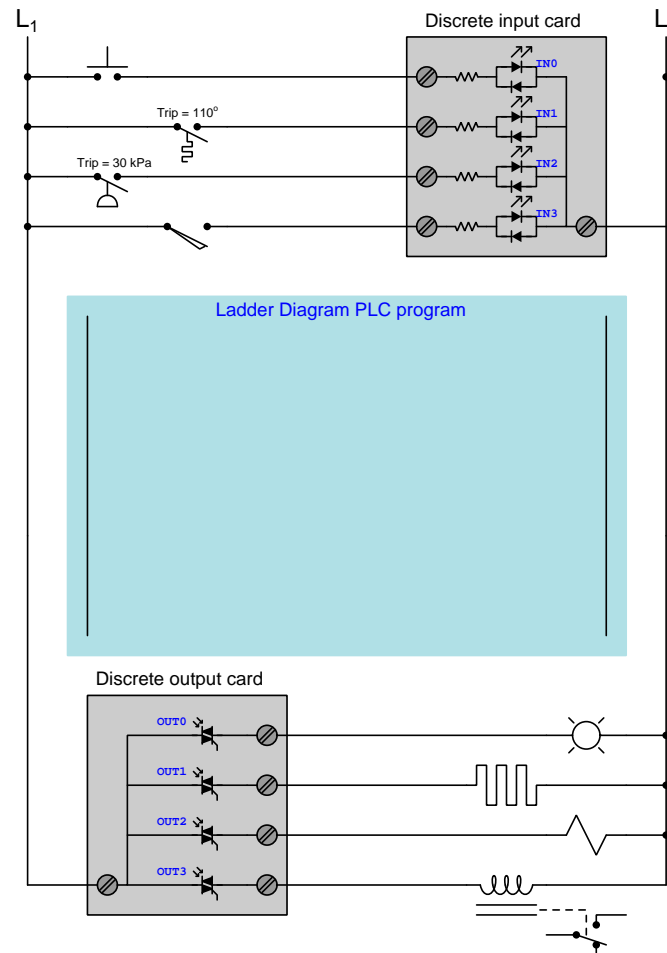 L1
Discrete input card
L
IN0
Trip = 110°
IN1
Trip = 30 kPa
IN2
IN3
Ladder Diagram PLC program
Discrete output card
OUT0
OUT1
OUT2
OUT3